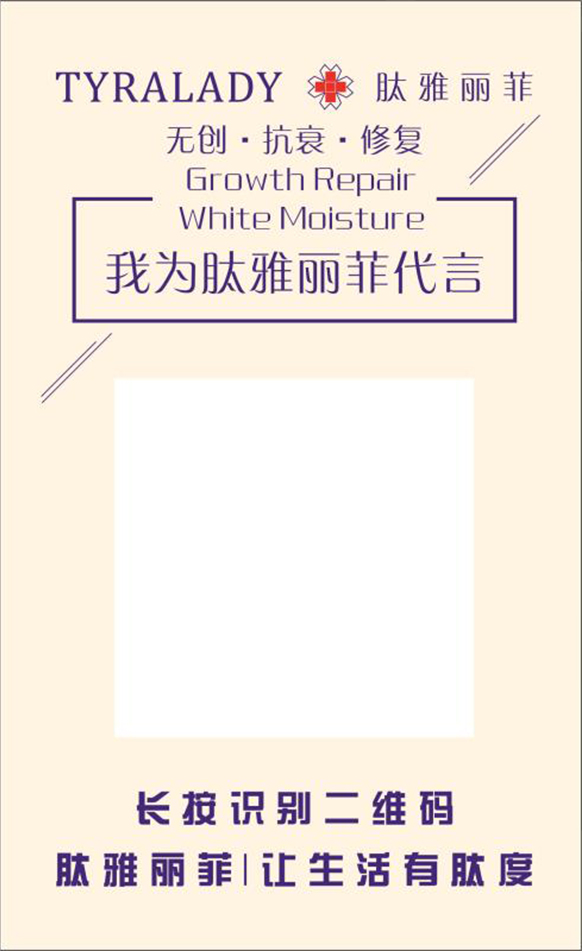 TYRALADY 肽雅丽菲
无创·抗衰·修复
Growth Repair
White Moisture
我为肽雅丽菲代言
长按识别二维码
肽雅丽菲|让生活有肽度